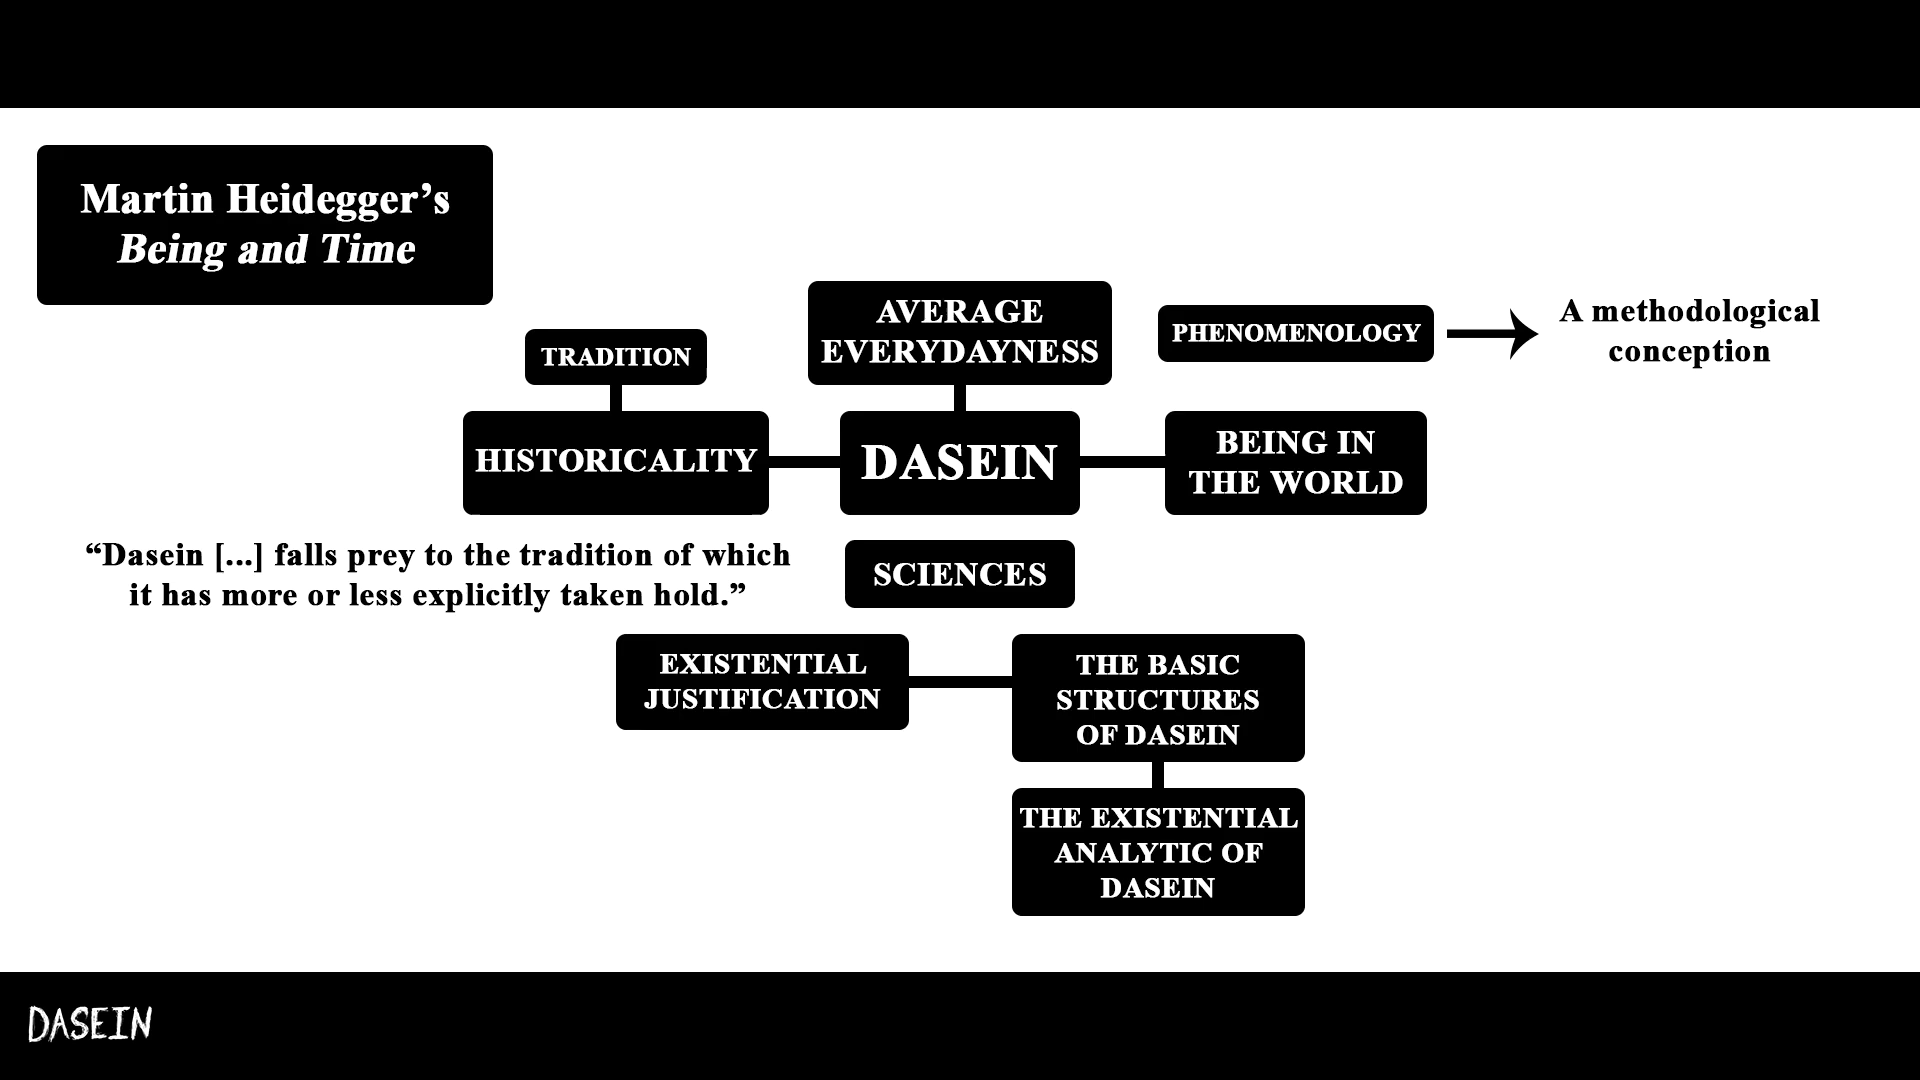 Martin Heidegger’s
Being and Time
AVERAGE
EVERYDAYNESS
PHENOMENOLOGY
A methodological
conception
TRADITION
HISTORICALITY
DASEIN
BEING IN
THE WORLD
“Dasein [...] falls prey to the tradition of which
it has more or less explicitly taken hold.”
SCIENCES
EXISTENTIAL
JUSTIFICATION
THE BASIC
STRUCTURES
OF DASEIN
THE EXISTENTIAL
ANALYTIC OF
DASEIN
DASEIN